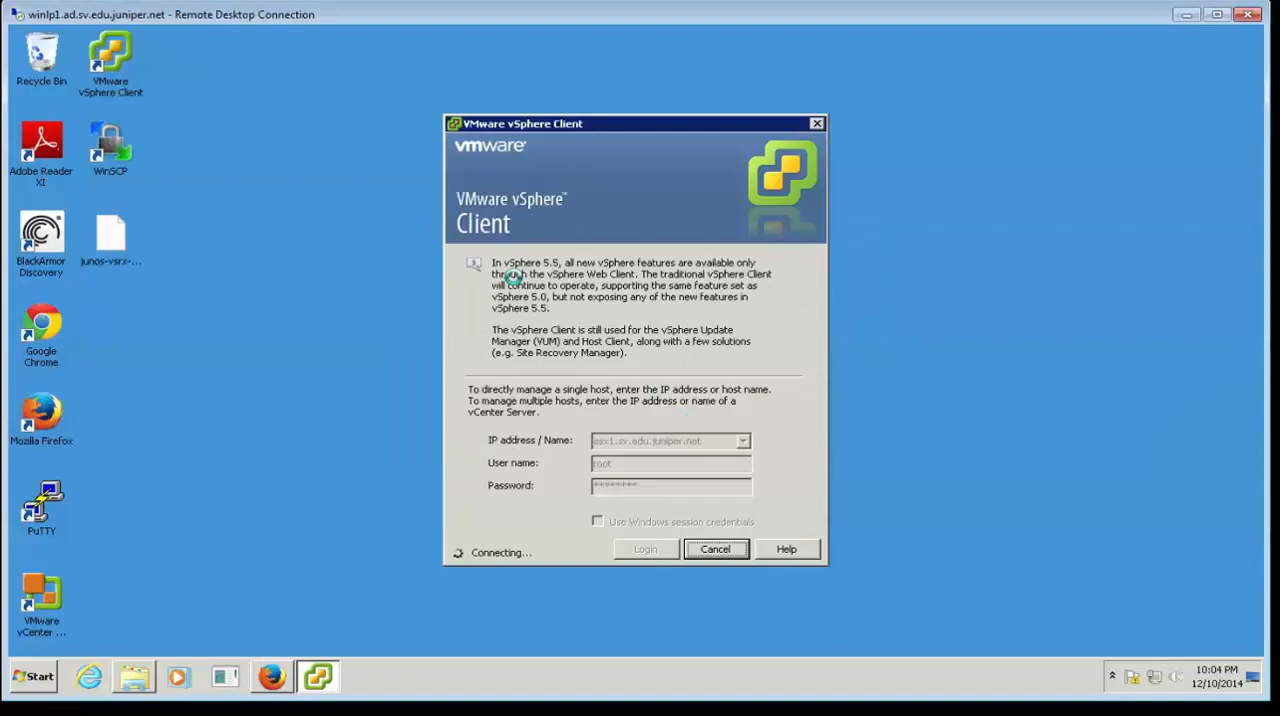 winlp1.ad.sv.edu.juniper.net - Remote Desktop Connection
Recycle Bin
VMware
vSphere Client
Adobe Reader
XI
WinSCP
BlackArmor
Discovery
junos-vsrx-...
Google
Chrome
Mozilla Firefox
PuTTY
VMware
vCenter ...
VMware vSphere Client
vmware
VMware vSphere™
Client
In vSphere 5.5, all new vSphere features are available only
through the vSphere Web Client. The traditional vSphere Client
will continue to operate, supporting the same feature set as
vSphere 5.0, but not exposing any of the new features in
vSphere 5.5.
The vSphere Client is still used for the vSphere Update
Manager (VUM) and Host Client, along with a few solutions
(e.g. Site Recovery Manager).
To directly manage a single host, enter the IP address or host name.
To manage multiple hosts, enter the IP address or name of a
vCenter Server.
IP address / Name: esx1.sv.edu.juniper.net
User name: root
Password: ********
Use Windows session credentials
Connecting...
Login
Cancel
Help
Start
10:04 PM
12/10/2014